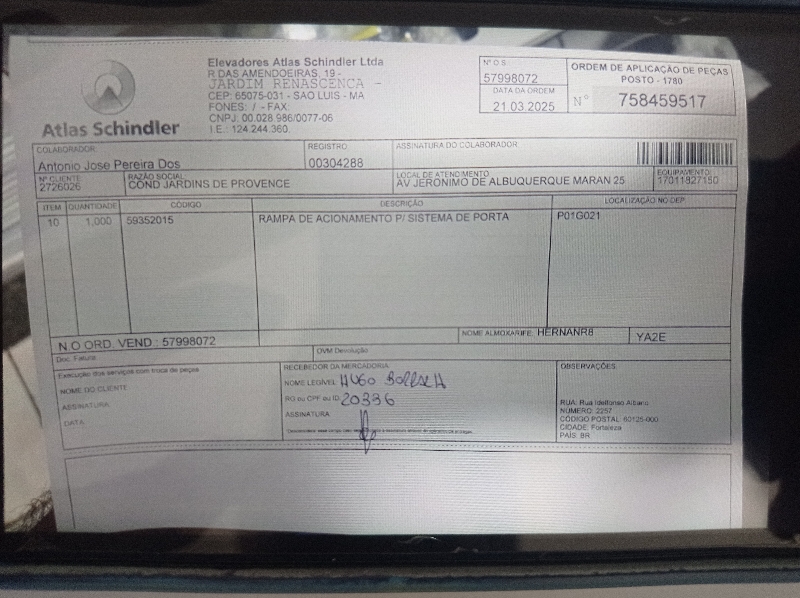 Elevadores Atlas Schindler Ltda
R DAS AMENDOEIRAS, 19 -
JARDIM RENASCENCA -
CEP: 65075-031 - SAO LUIS - MA
FONES: / - FAX:
CNPJ. 00.028.986/0077-06
I.E.: 124.244.360.
Atlas Schindler
Nº O.S.
57998072
DATA DA ORDEM
21.03.2025
ORDEM DE APLICAÇÃO DE PEÇAS
POSTO - 1780
Nº 758459517
COLABORADOR
Antonio Jose Pereira Dos
REGISTRO
00304288
ASSINATURA DO COLABORADOR
Nº CLIENTE
2726026
RAZÃO SOCIAL
COND JARDINS DE PROVENCE
LOCAL DE ATENDIMENTO
AV JERONIMO DE ALBUQUERQUE MARAN 25
EQUIPAMENTO
ITEM QUANTIDADE CÓDIGO DESCRIÇÃO LOCALIZAÇÃO NO DEP.
10 1,000 59352015 RAMPA DE ACIONAMENTO P/ SISTEMA DE PORTA P01G021
N.O ORD. VEND.: 57998072
NOME ALMOXARIFE: HERNANR8
YA2E
Doc. Fatura
OVM Devolução
Execução dos serviços com troca de peças
NOME DO CLIENTE
ASSINATURA
DATA
RECEBEDOR DA MERCADORIA
NOME LEGÍVEL HUGO
RG ou CPF ou ID. 20336
ASSINATURA
OBSERVAÇÕES
RUA: Rua Idelfonso Albano
NÚMERO: 2257
CÓDIGO POSTAL: 60125-000
CIDADE: Fortaleza
PAÍS: BR